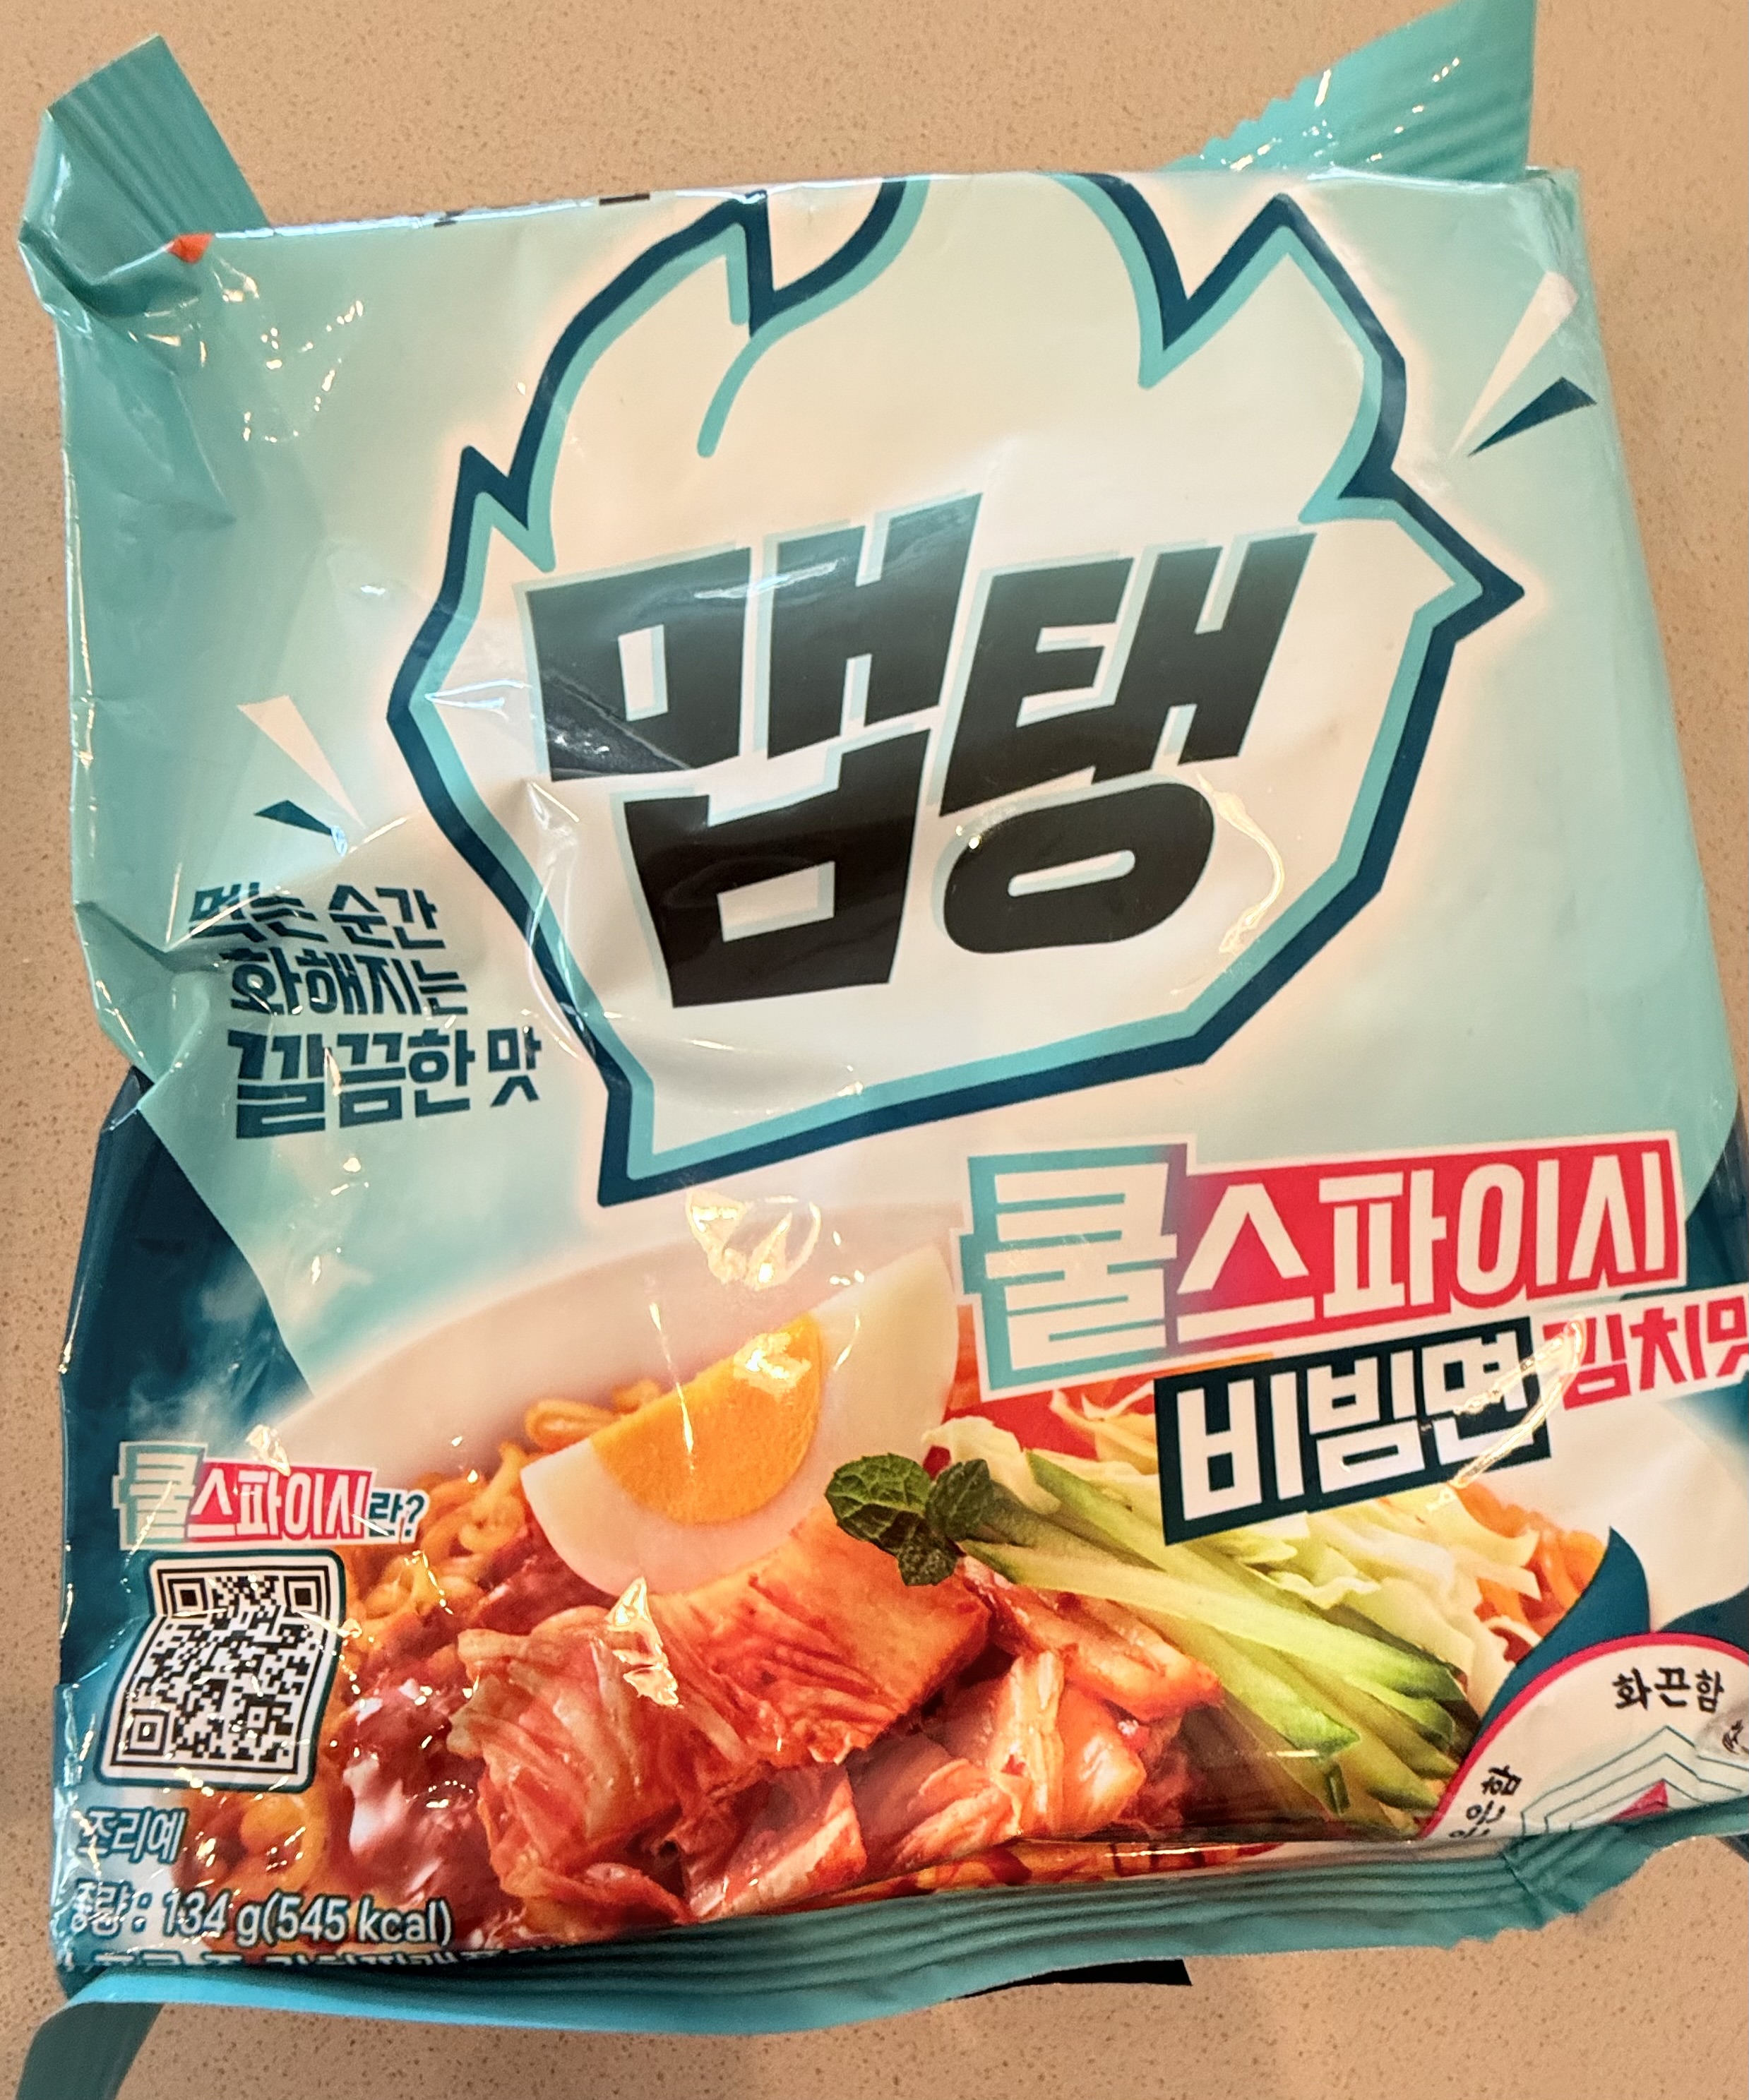 맵탱
먹는 순간
화해지는
깔끔한 맛
쿨스파이시
비빔면 김치맛
쿨스파이시라?
화끈함
조리예
중량 : 134 g(545 kcal)